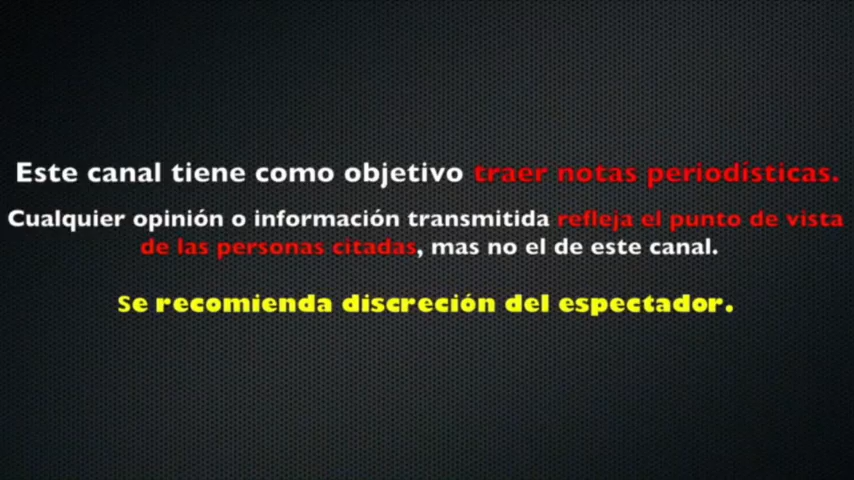 Este canal tiene como objetivo traer notas periodísticas.
Cualquier opinión o información transmitida refleja el punto de vista
de las personas citadas, mas no el de este canal.
Se recomienda discreción del espectador.